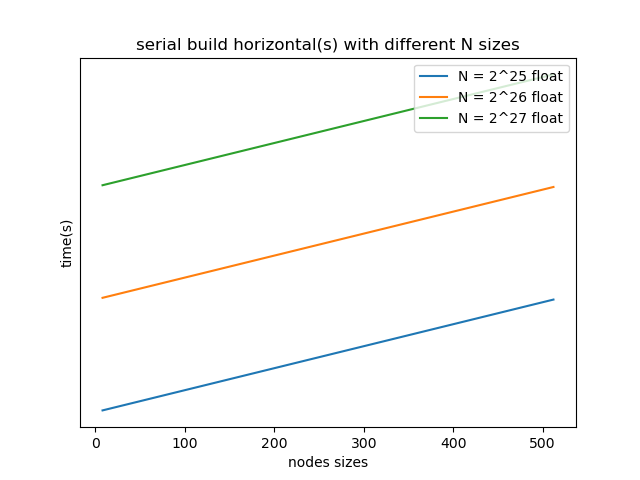 serial build horizontal(s) with different N sizes
N = 2^25 float
N = 2^26 float
N = 2^27 float
time(s)
0 100 200 300 400 500
nodes sizes